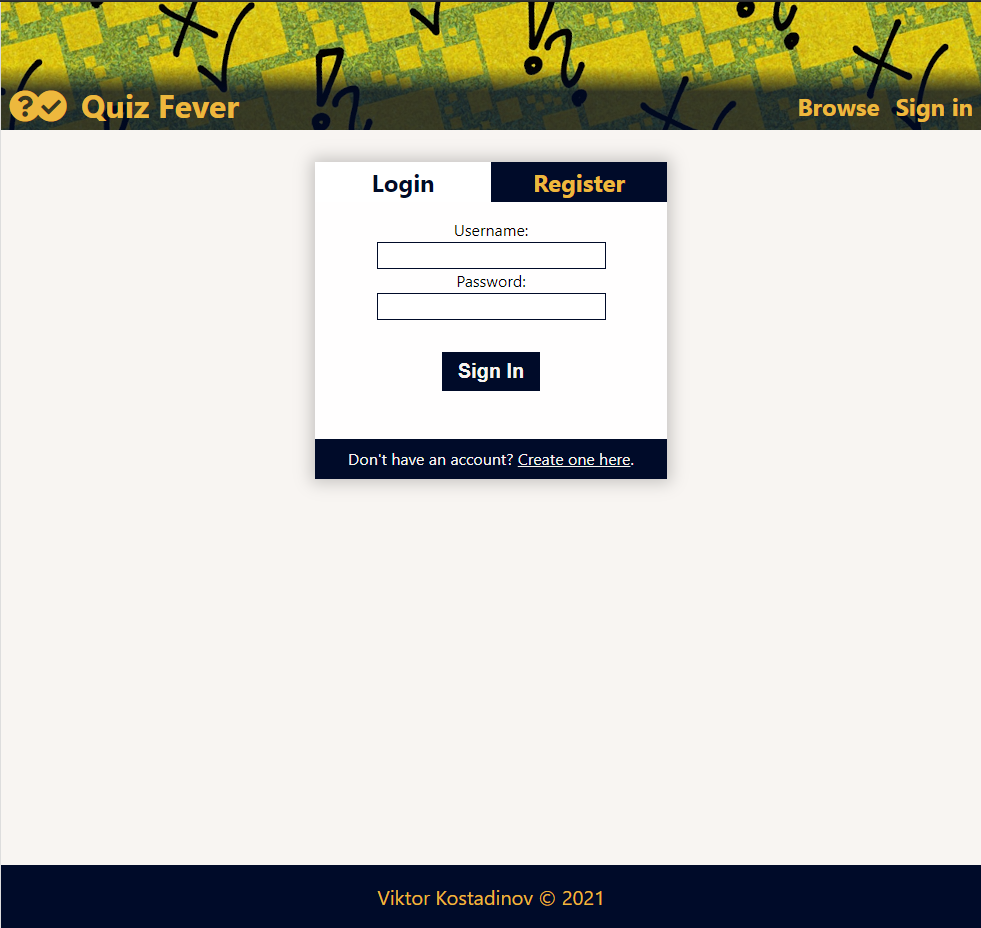 Quiz Fever
Browse Sign in
Login Register
Username:
Password:
Sign In
Don't have an account? Create one here.
Viktor Kostadinov © 2021